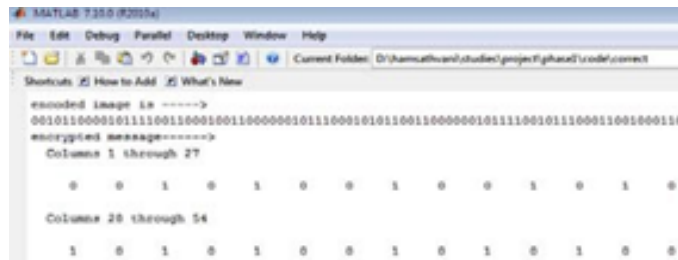 MATLAB 7.10.0 (R2010a)
File Edit Debug Parallel Desktop Window Help
Current Folder: D:\hamsathvani\studies\project\phase2\code\correct
Shortcuts How to Add What's New
encoded image is ----->
encrypted message------>
Columns 1 through 27
0 0 1 0 1 0 0 1 0 0 1 0 1 0
Columns 28 through 54
1 0 1 0 1 0 0 1 0 1 0 1 0 0